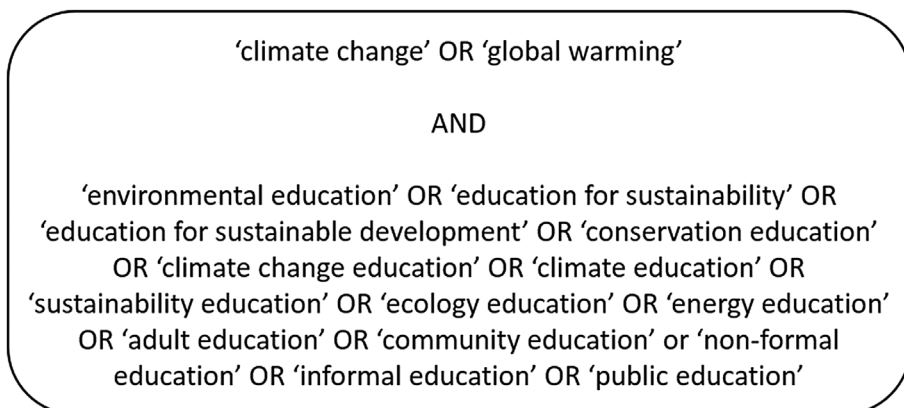 ‘climate change’ OR ‘global warming’
AND
‘environmental education’ OR ‘education for sustainability’ OR
‘education for sustainable development’ OR ‘conservation education’
OR ‘climate change education’ OR ‘climate education’ OR
‘sustainability education’ OR ‘ecology education’ OR ‘energy education’
OR ‘adult education’ OR ‘community education’ or ‘non-formal
education’ OR ‘informal education’ OR ‘public education’